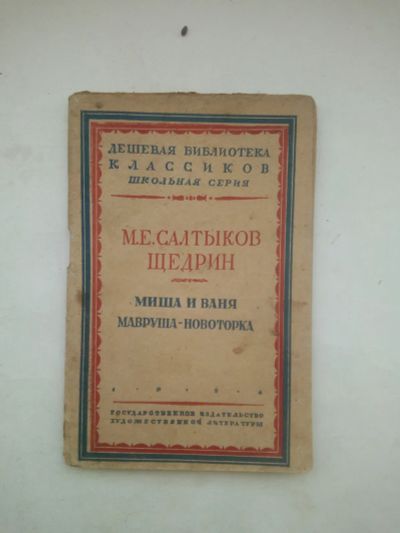 ДЕШЕВАЯ БИБЛИОТЕКА
КЛАССИКОВ
ШКОЛЬНАЯ СЕРИЯ
М.Е.САЛТЫКОВ
ЩЕДРИН
МИША И ВАНЯ
МАВРУША-НОВОТОРКА
ГОСУДАРСТВЕННОЕ ИЗДАТЕЛЬСТВО
ХУДОЖЕСТВЕННОЙ ЛИТЕРАТУРЫ